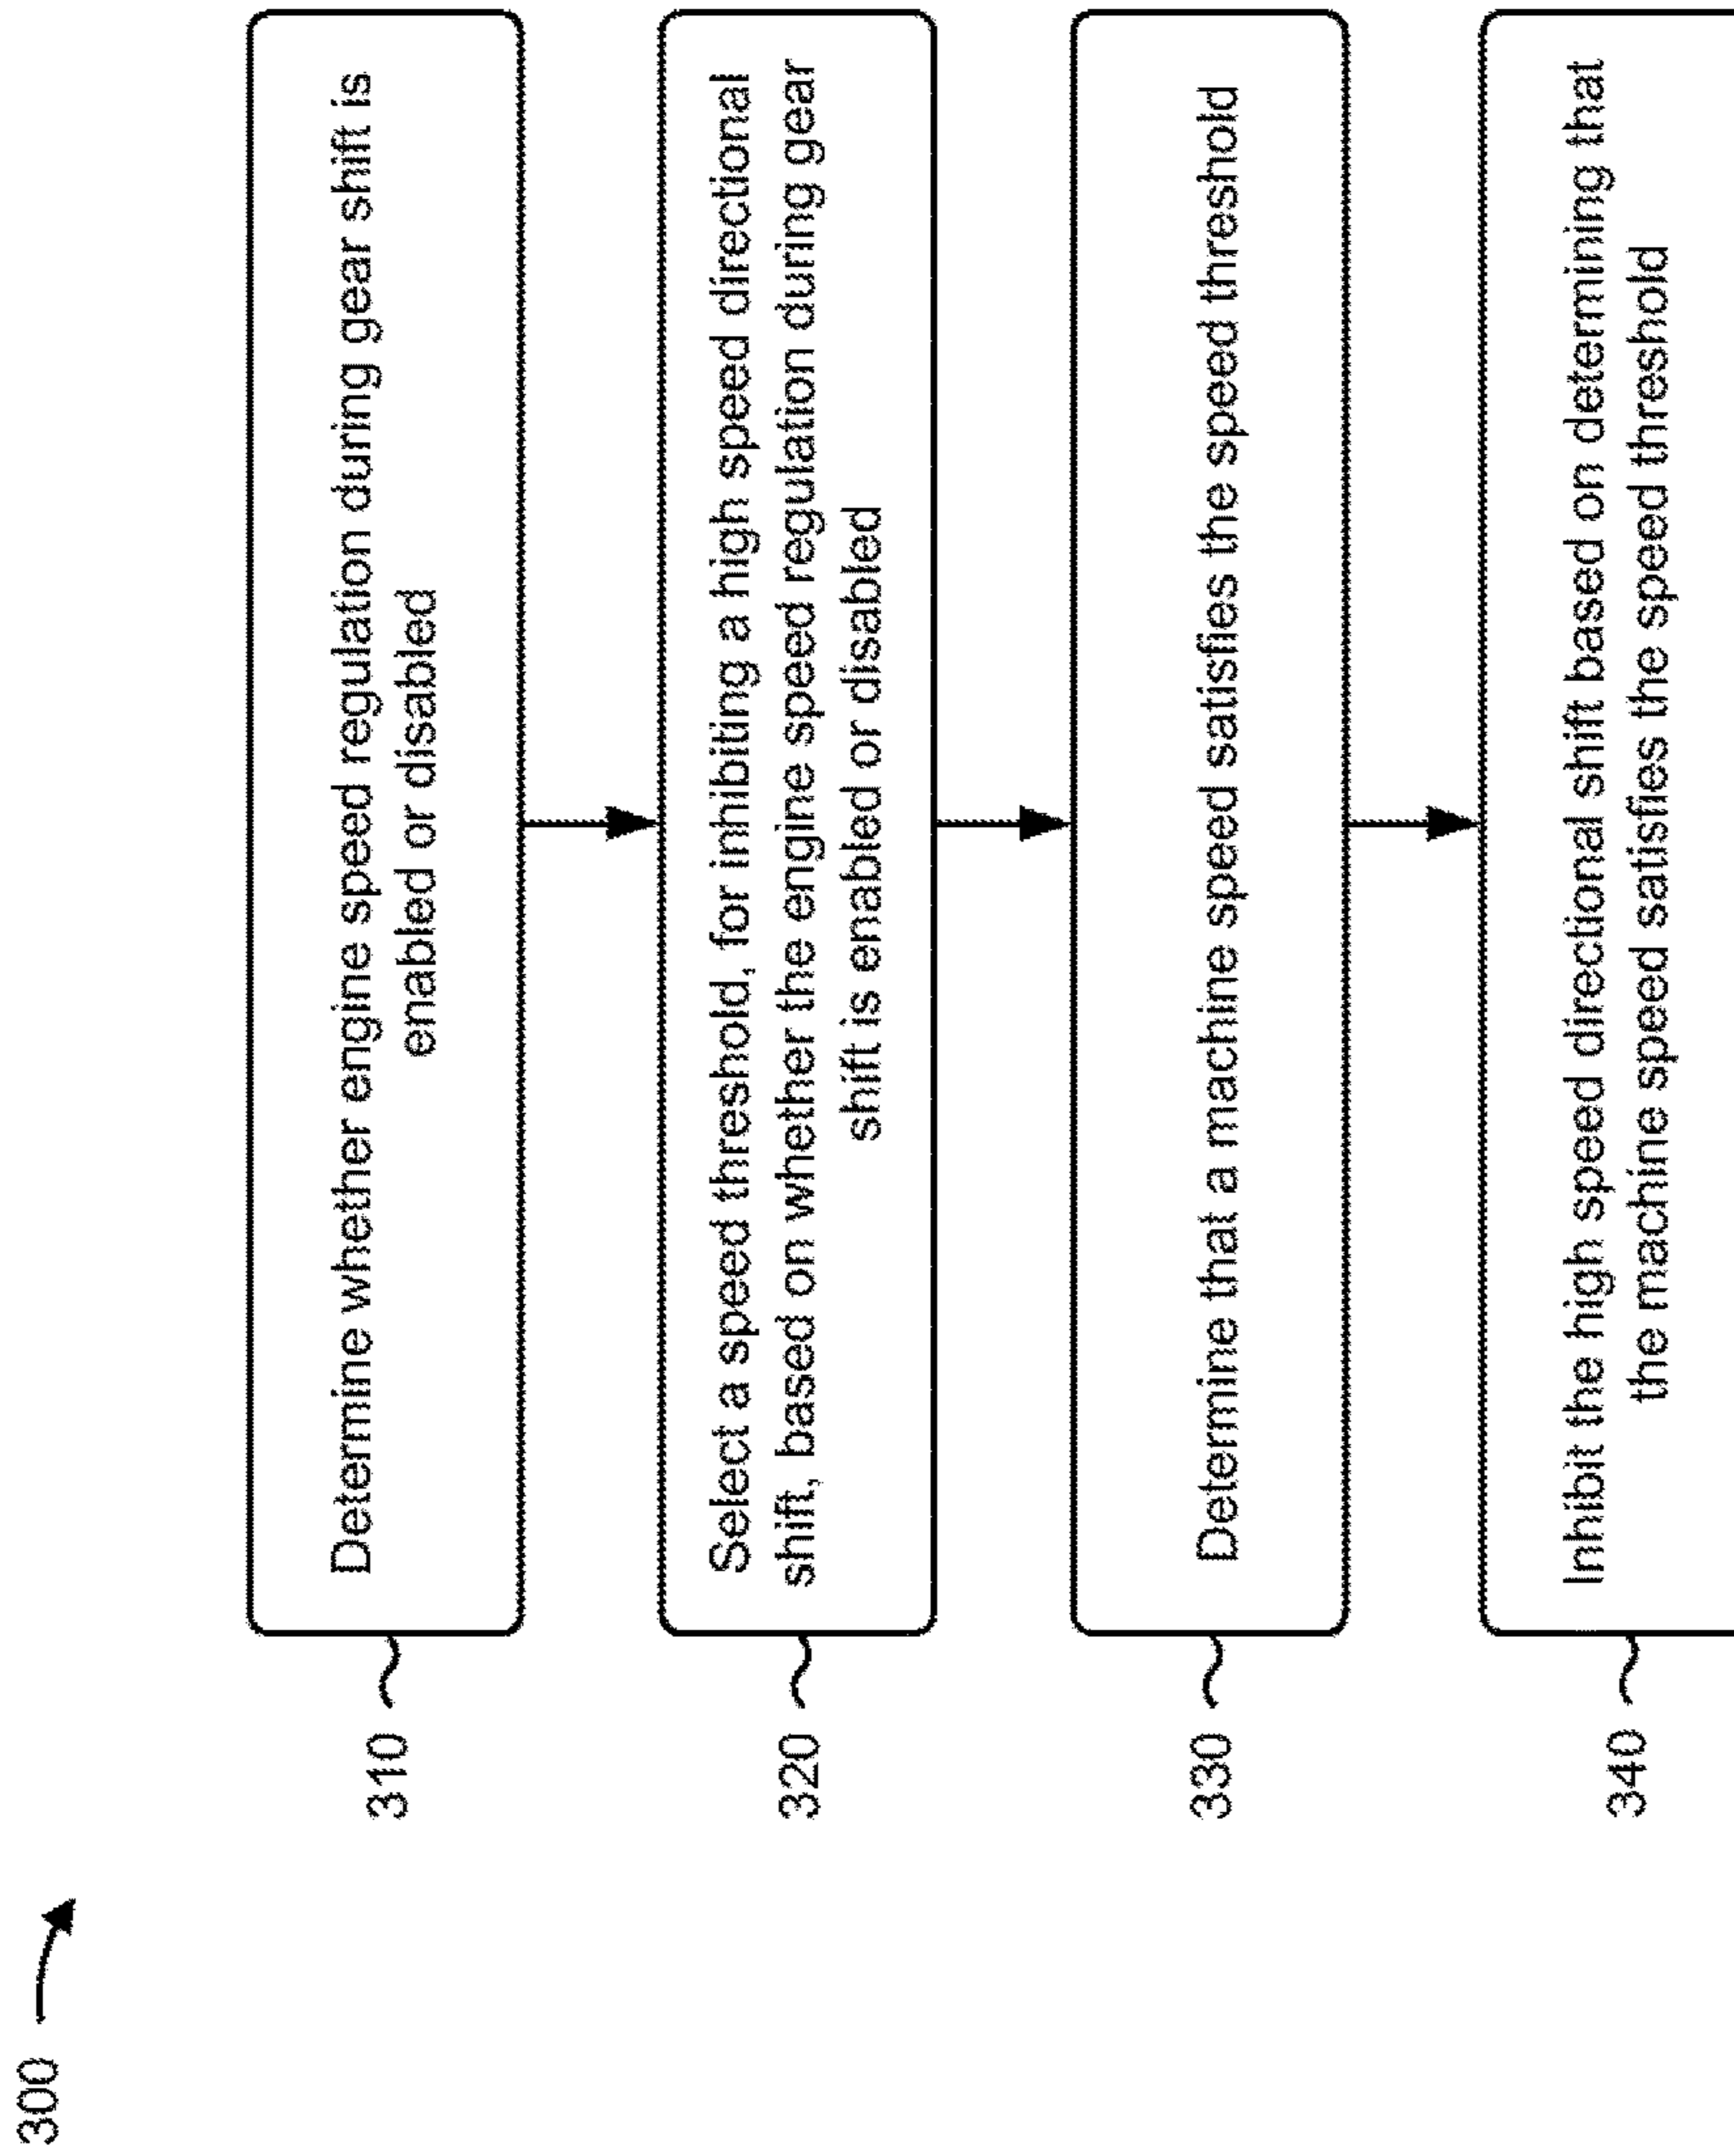 300
310
Determine whether engine speed regulation during gear shift is
enabled or disabled
320
Select a speed threshold, for inhibiting a high speed directional
shift, based on whether the engine speed regulation during gear
shift is enabled or disabled
330
Determine that a machine speed satisfies the speed threshold
340
Inhibit the high speed directional shift based on determining that
the machine speed satisfies the speed threshold